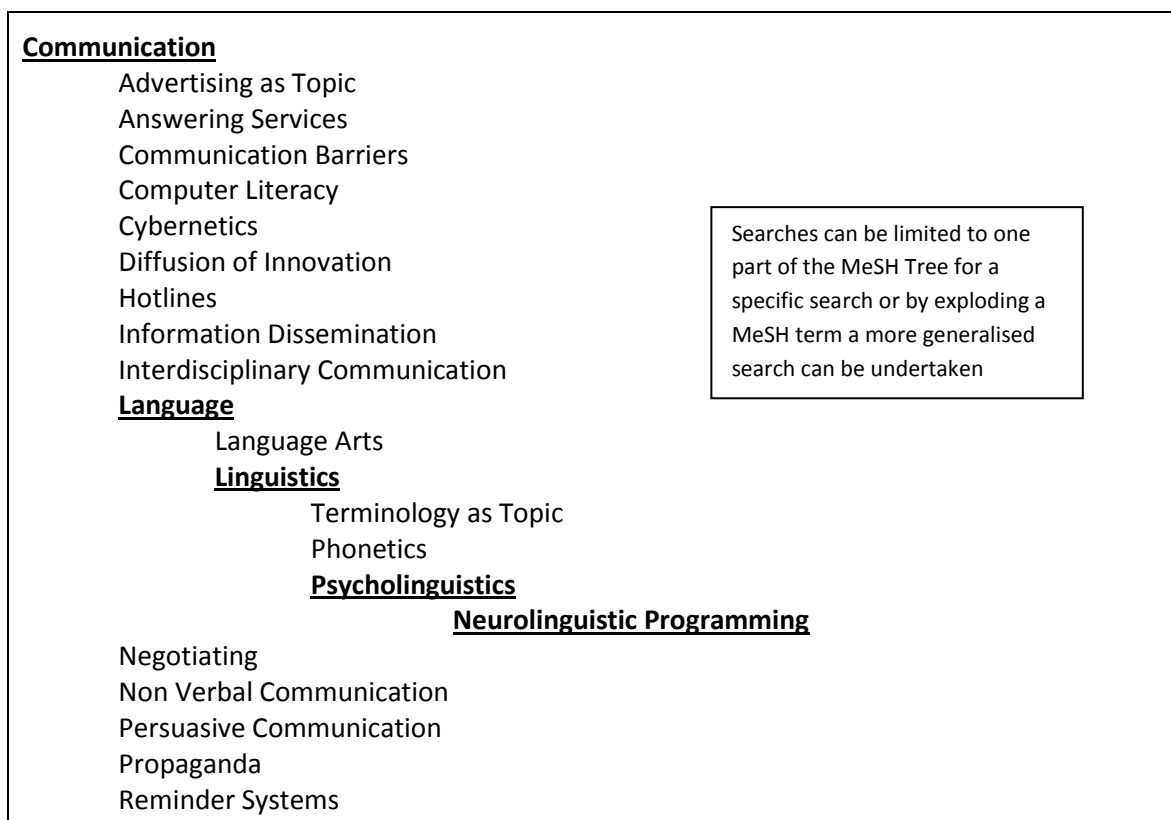 Communication
Advertising as Topic
Answering Services
Communication Barriers
Computer Literacy
Cybernetics
Diffusion of Innovation
Hotlines
Information Dissemination
Interdisciplinary Communication
Language
Language Arts
Linguistics
Terminology as Topic
Phonetics
Psycholinguistics
Neurolinguistic Programming
Negotiating
Non Verbal Communication
Persuasive Communication
Propaganda
Reminder Systems
Searches can be limited to one
part of the MeSH Tree for a
specific search or by exploding a
MeSH term a more generalised
search can be undertaken